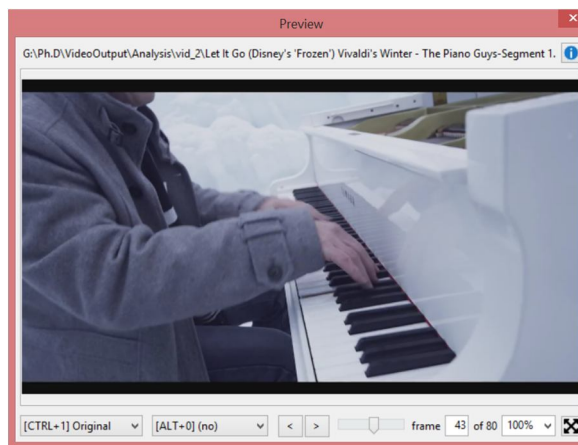 Preview
G:\Ph.D\VideoOutput\Analysis\vid_2\Let It Go (Disney's 'Frozen') Vivaldi's Winter - The Piano Guys-Segment 1.
[CTRL+1] Original [ALT+0] (no) < > frame 43 of 80 100%